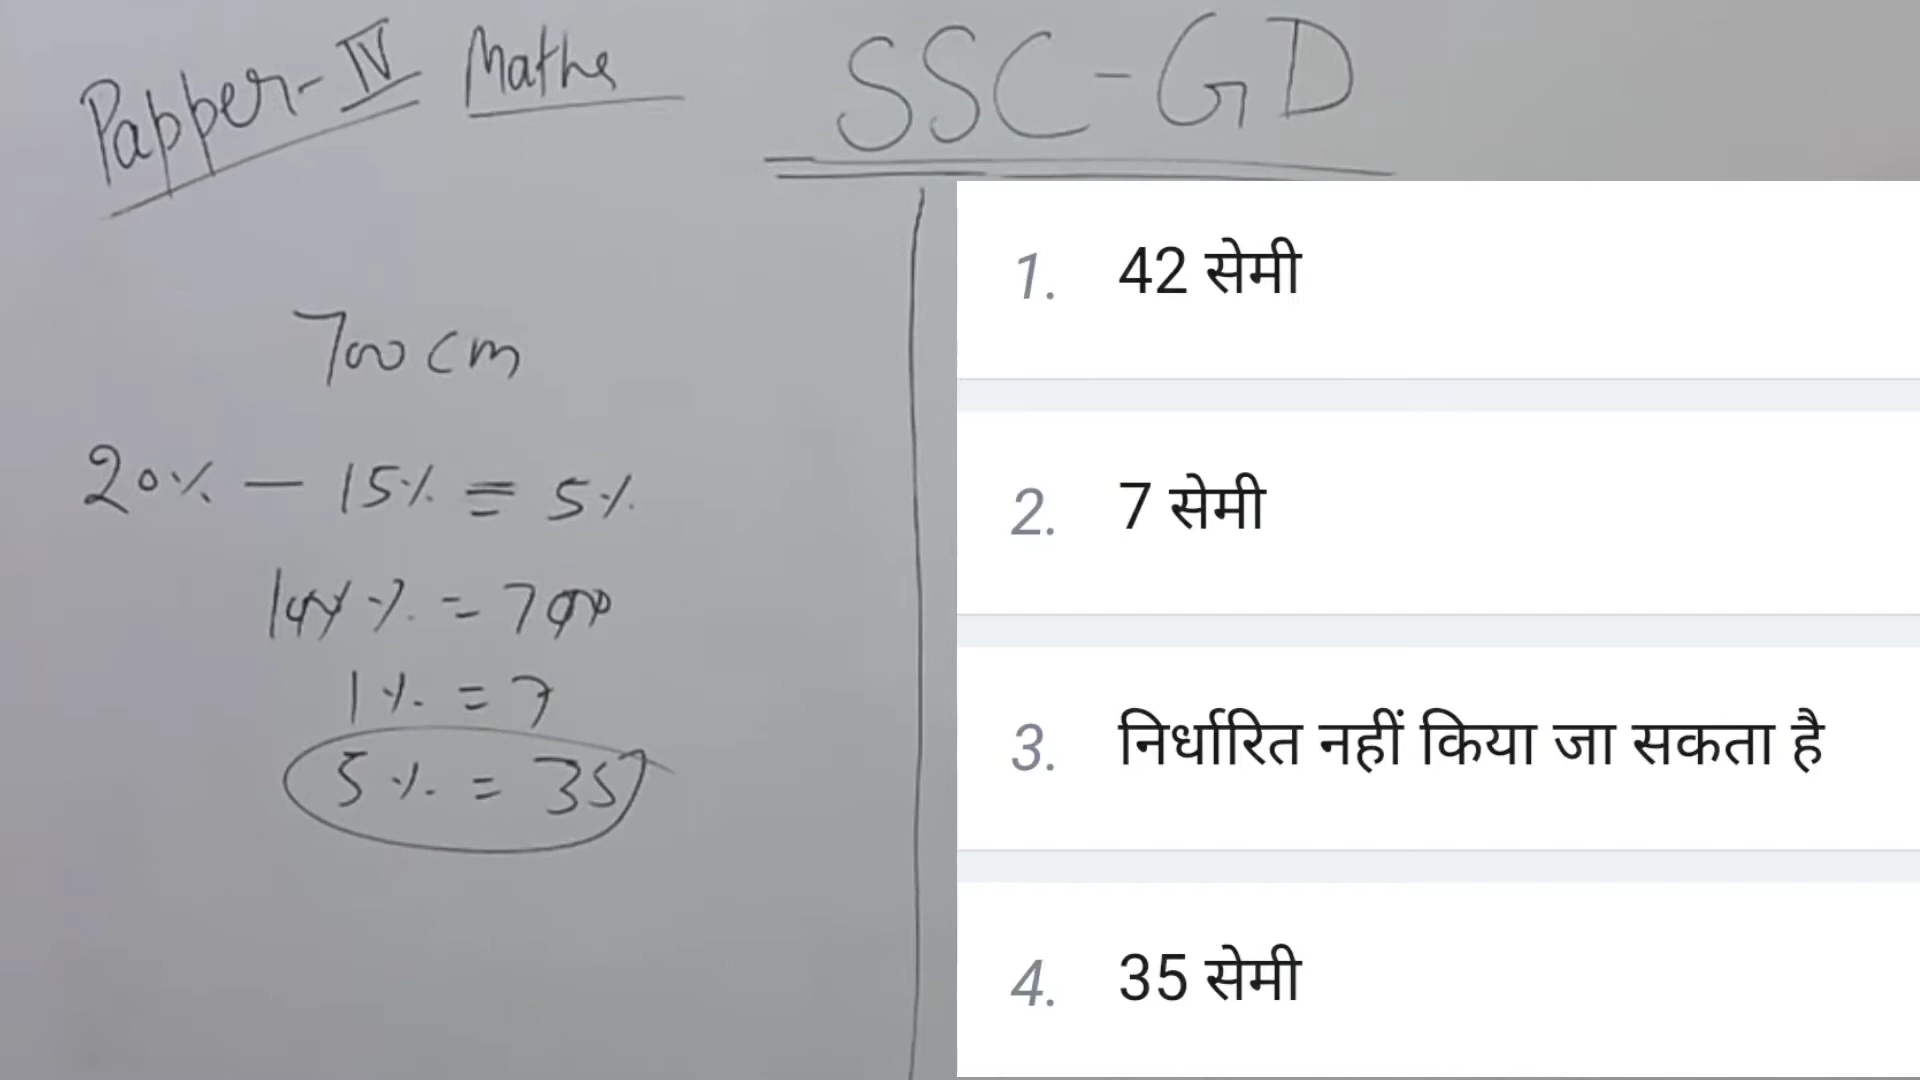 Papper-IV Maths SSC-GD
700 cm
20% - 15% = 5%
100% = 700
1% = 7
5% = 35
1. 42 सेमी
2. 7 सेमी
3. निर्धारित नहीं किया जा सकता है
4. 35 सेमी